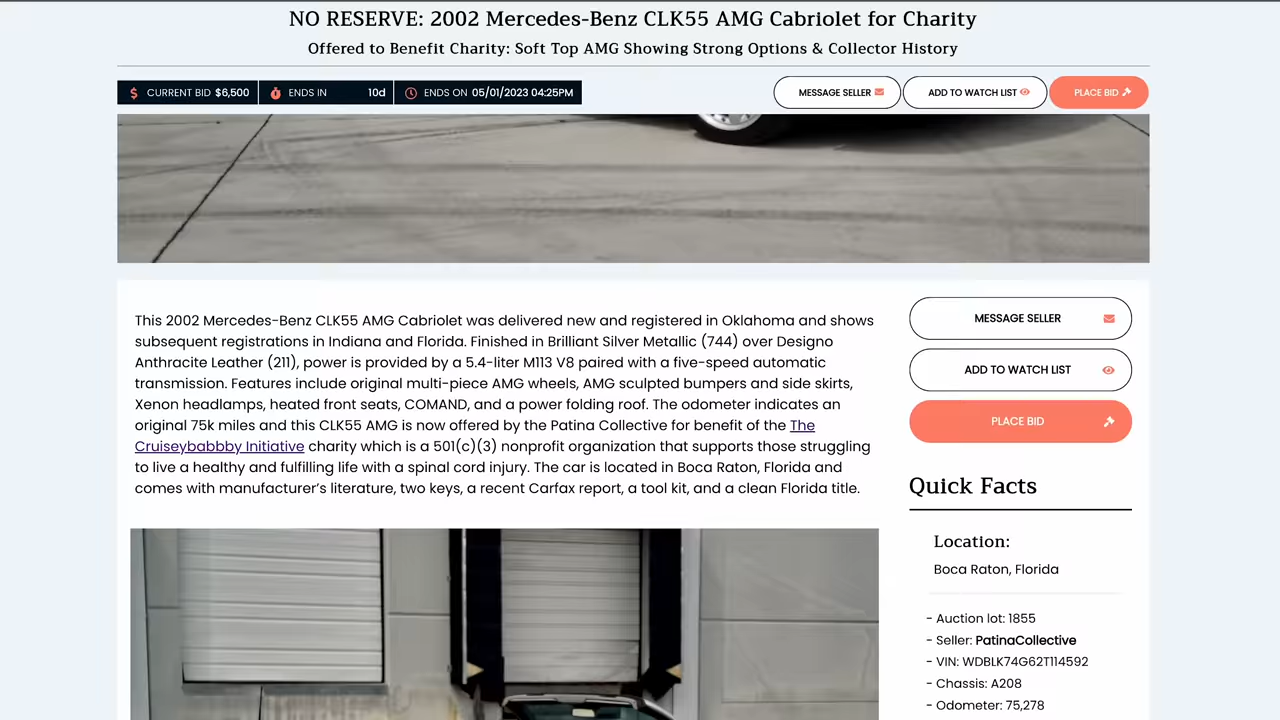 NO RESERVE: 2002 Mercedes-Benz CLK55 AMG Cabriolet for Charity
Offered to Benefit Charity: Soft Top AMG Showing Strong Options & Collector History
CURRENT BID $6,500 ENDS IN 10d ENDS ON 05/01/2023 04:25PM
MESSAGE SELLER ADD TO WATCH LIST PLACE BID
This 2002 Mercedes-Benz CLK55 AMG Cabriolet was delivered new and registered in Oklahoma and shows
subsequent registrations in Indiana and Florida. Finished in Brilliant Silver Metallic (744) over Designo
Anthracite Leather (211), power is provided by a 5.4-liter M113 V8 paired with a five-speed automatic
transmission. Features include original multi-piece AMG wheels, AMG sculpted bumpers and side skirts,
Xenon headlamps, heated front seats, COMAND, and a power folding roof. The odometer indicates an
original 75k miles and this CLK55 AMG is now offered by the Patina Collective for benefit of the The
Cruiseybabbby Initiative charity which is a 501(c)(3) nonprofit organization that supports those struggling
to live a healthy and fulfilling life with a spinal cord injury. The car is located in Boca Raton, Florida and
comes with manufacturer's literature, two keys, a recent Carfax report, a tool kit, and a clean Florida title.
MESSAGE SELLER
ADD TO WATCH LIST
PLACE BID
Quick Facts
Location:
Boca Raton, Florida
- Auction lot: 1855
- Seller: PatinaCollective
- VIN: WDBLK74G62T114592
- Chassis: A208
- Odometer: 75,278